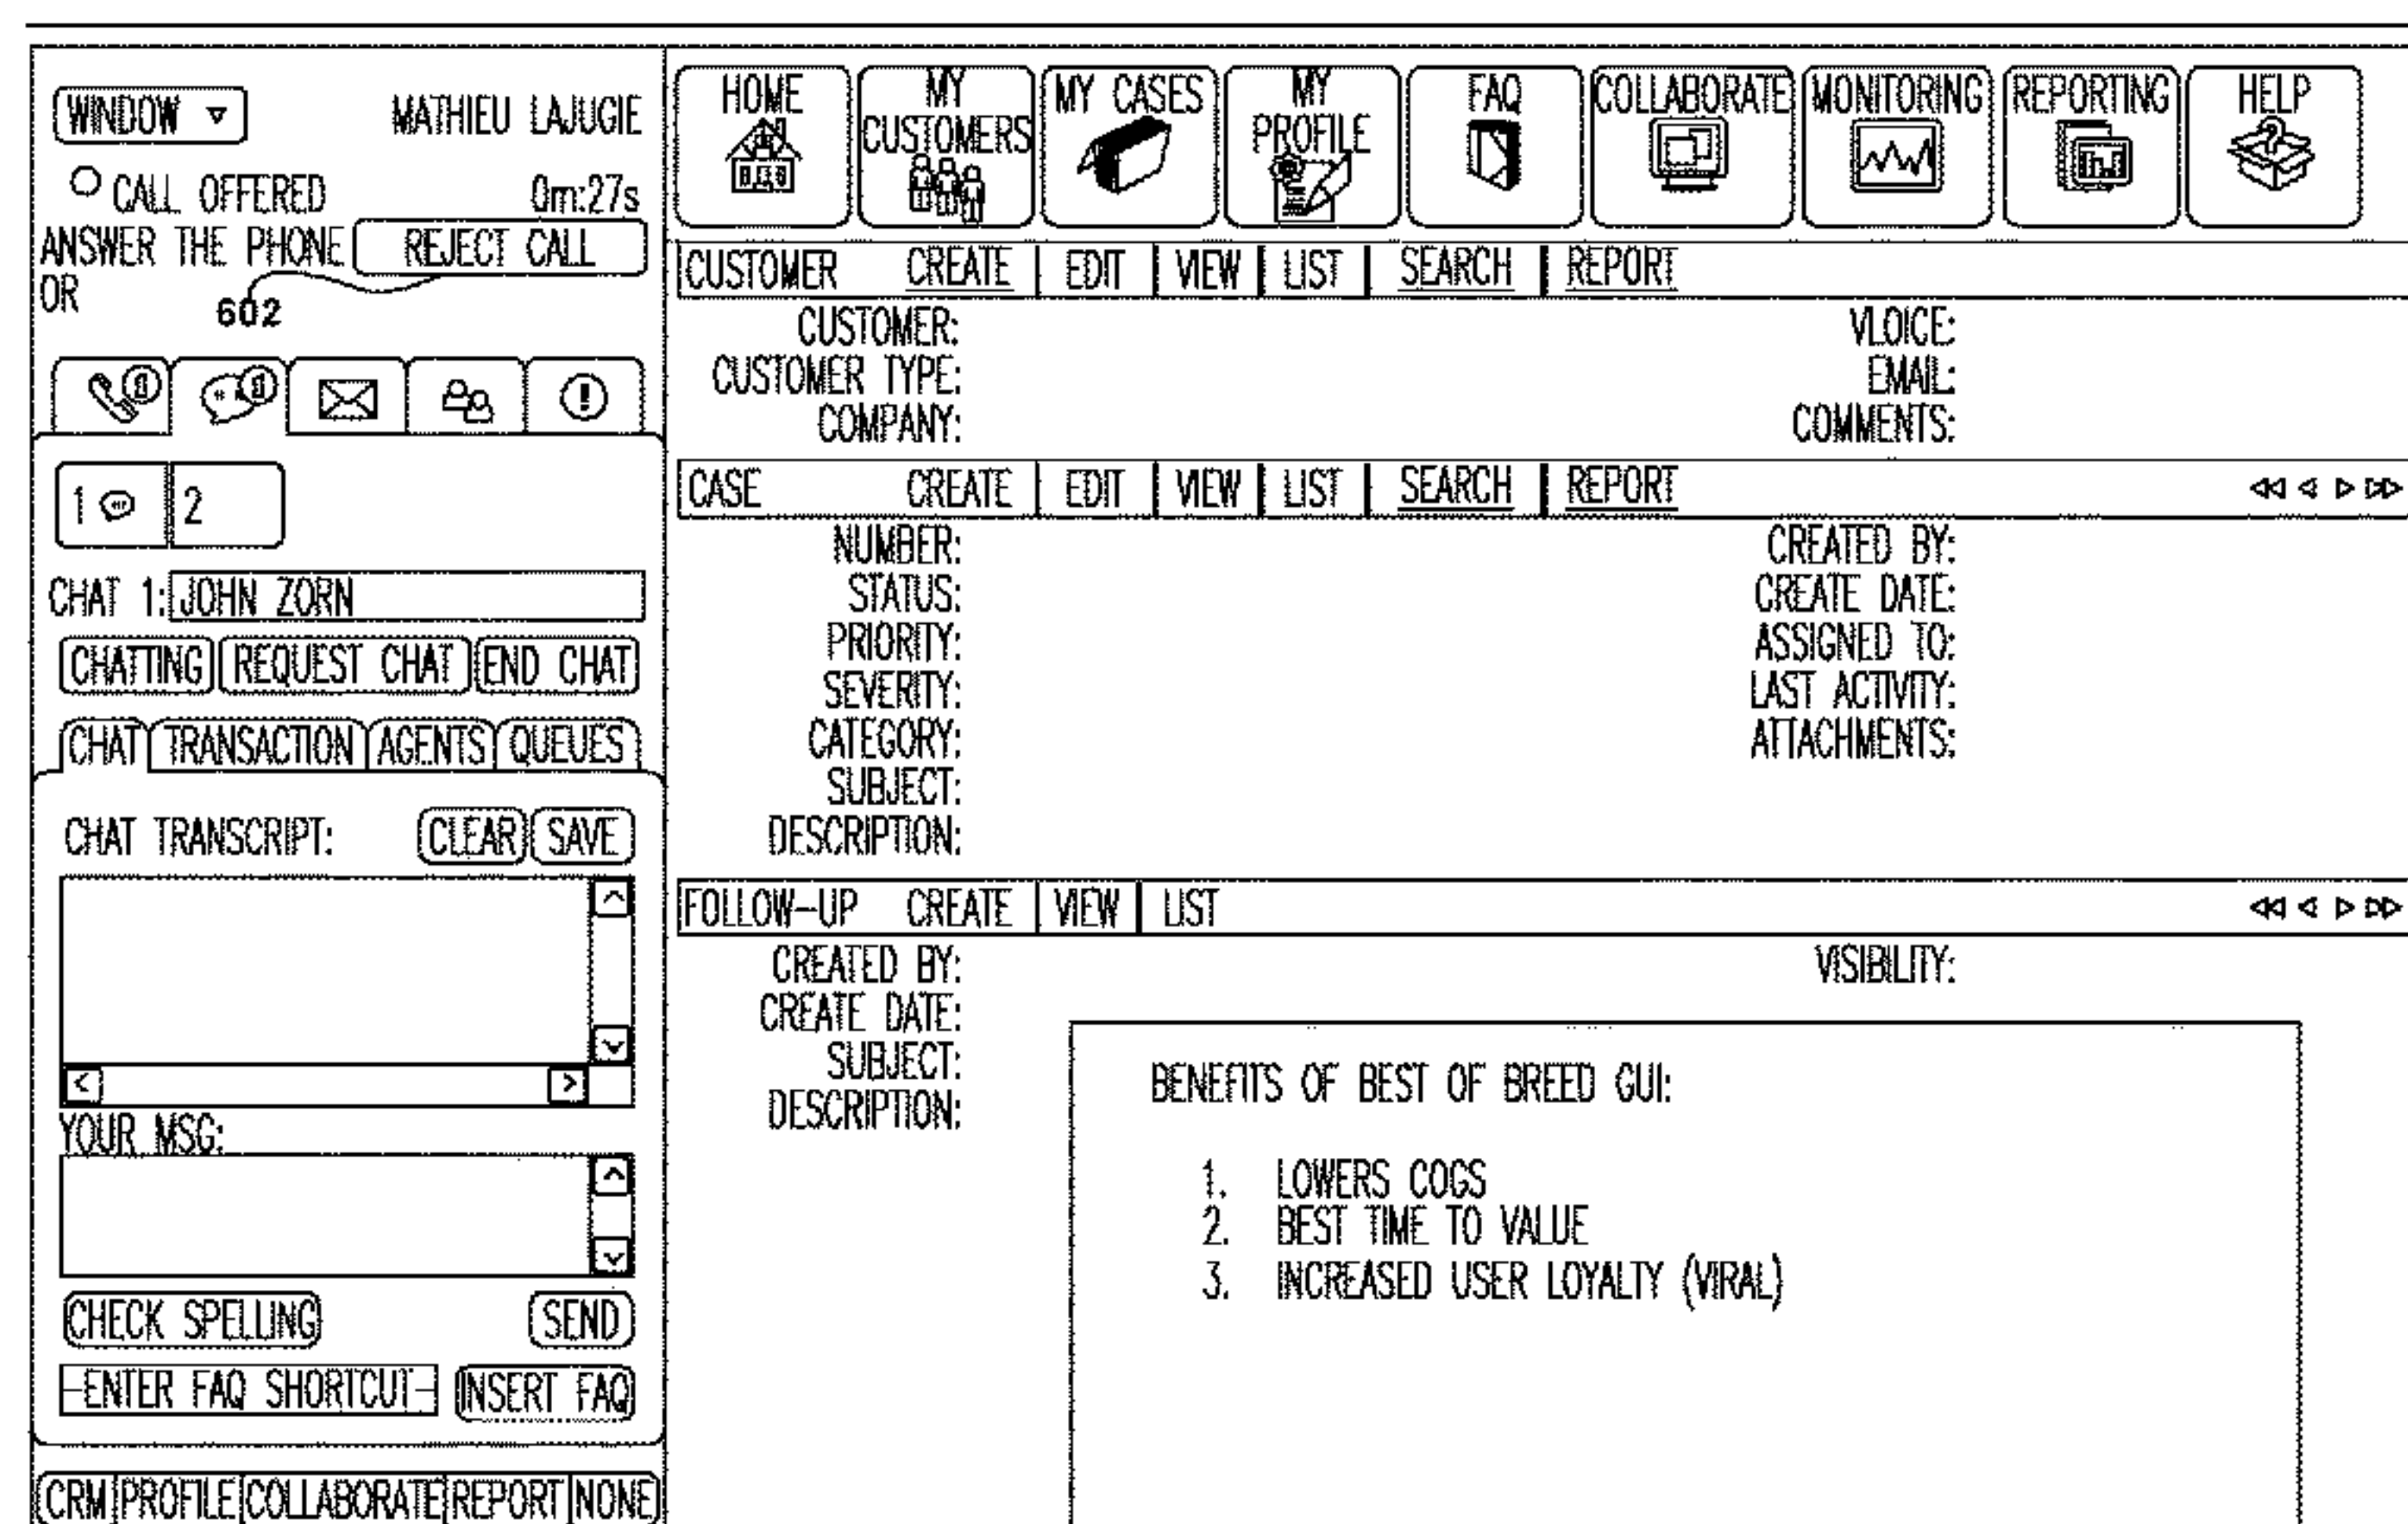 WINDOW MATHIEU LAJUGIE
CALL OFFERED 0m:27s
ANSWER THE PHONE REJECT CALL
OR
602
1 2
CHAT 1: JOHN ZORN
CHATTING REQUEST CHAT END CHAT
CHAT TRANSACTION AGENTS QUEUES
CHAT TRANSCRIPT: CLEAR SAVE
YOUR MSG:
CHECK SPELLING SEND
-ENTER FAQ SHORTCUT- INSERT FAQ
CRM PROFILE COLLABORATE REPORT NONE
HOME MY CUSTOMERS MY CASES MY PROFILE FAQ COLLABORATE MONITORING REPORTING HELP
CUSTOMER CREATE EDIT VIEW LIST SEARCH REPORT
CUSTOMER: VLOICE:
CUSTOMER TYPE: EMAIL:
COMPANY: COMMENTS:
CASE CREATE EDIT VIEW LIST SEARCH REPORT
NUMBER: CREATED BY:
STATUS: CREATE DATE:
PRIORITY: ASSIGNED TO:
SEVERITY: LAST ACTIVITY:
CATEGORY: ATTACHMENTS:
SUBJECT:
DESCRIPTION:
FOLLOW-UP CREATE VIEW LIST
CREATED BY: VISIBILITY:
CREATE DATE:
SUBJECT:
DESCRIPTION:
BENEFITS OF BEST OF BREED GUI:
1. LOWERS COGS
2. BEST TIME TO VALUE
3. INCREASED USER LOYALTY (VIRAL)